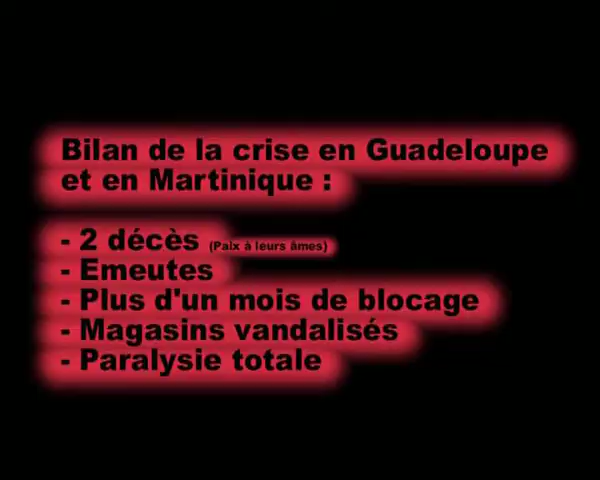 Bilan de la crise en Guadeloupe
et en Martinique :
- 2 décès (Paix à leurs âmes)
- Emeutes
- Plus d'un mois de blocage
- Magasins vandalisés
- Paralysie totale